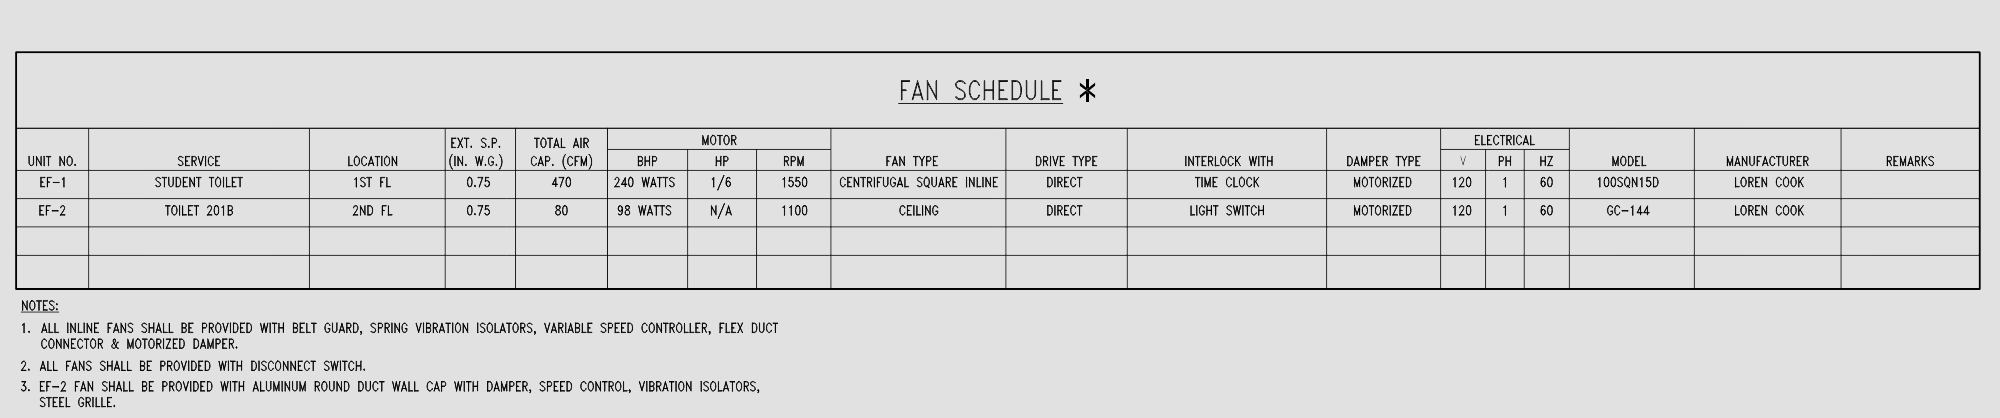 FAN SCHEDULE *
UNIT NO. SERVICE LOCATION EXT. S.P. (IN. W.G.) TOTAL AIR CAP. (CFM) MOTOR BHP HP RPM FAN TYPE DRIVE TYPE INTERLOCK WITH DAMPER TYPE ELECTRICAL V PH HZ MODEL MANUFACTURER REMARKS
EF-1 STUDENT TOILET 1ST FL 0.75 470 240 WATTS 1/6 1550 CENTRIFUGAL SQUARE INLINE DIRECT TIME CLOCK MOTORIZED 120 1 60 100SQN15D LOREN COOK
EF-2 TOILET 201B 2ND FL 0.75 80 98 WATTS N/A 1100 CEILING DIRECT LIGHT SWITCH MOTORIZED 120 1 60 GC-144 LOREN COOK
NOTES:
1. ALL INLINE FANS SHALL BE PROVIDED WITH BELT GUARD, SPRING VIBRATION ISOLATORS, VARIABLE SPEED CONTROLLER, FLEX DUCT
CONNECTOR & MOTORIZED DAMPER.
2. ALL FANS SHALL BE PROVIDED WITH DISCONNECT SWITCH.
3. EF-2 FAN SHALL BE PROVIDED WITH ALUMINUM ROUND DUCT WALL CAP WITH DAMPER, SPEED CONTROL, VIBRATION ISOLATORS,
STEEL GRILLE.